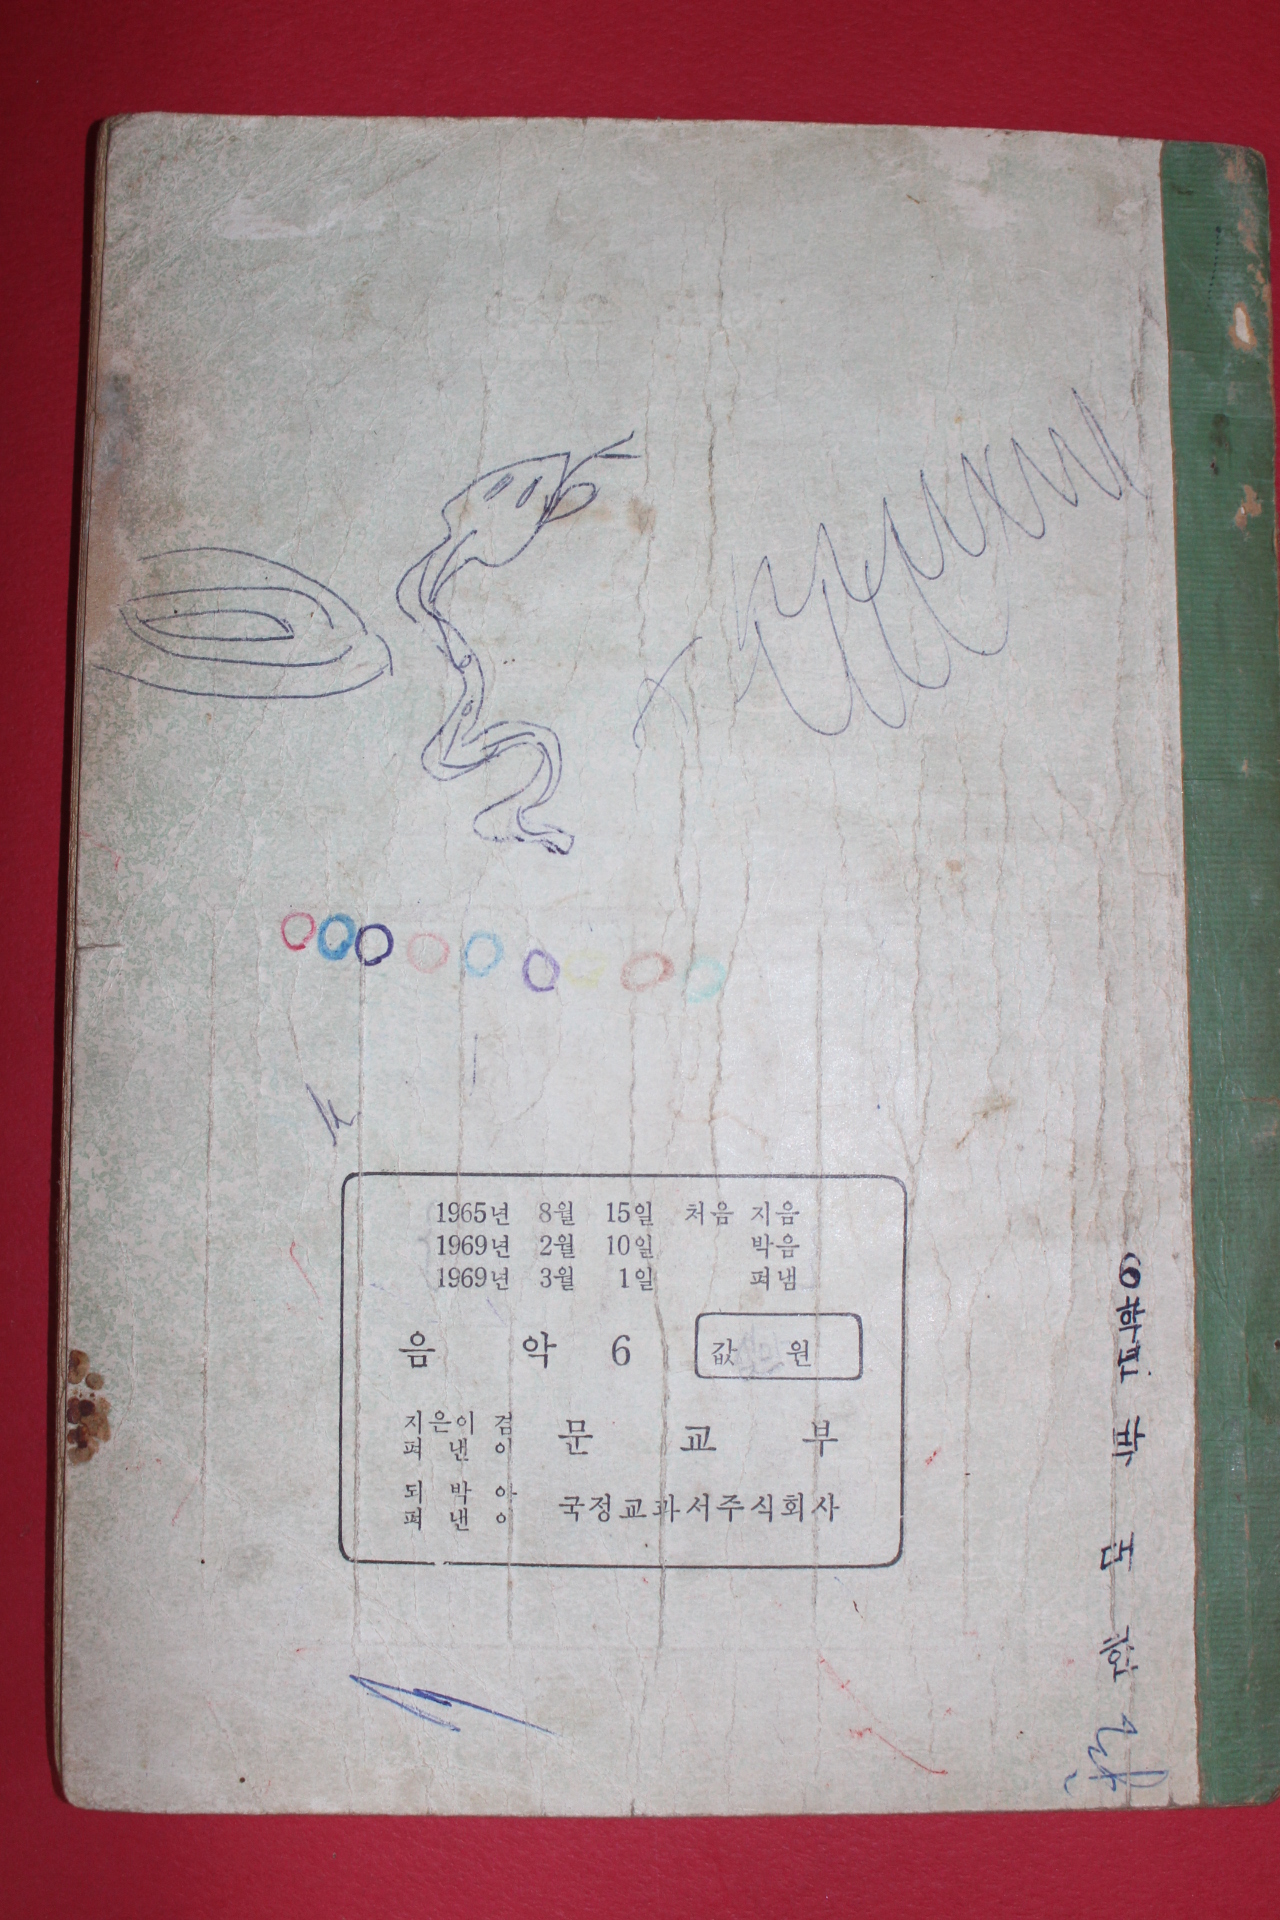 1965년 8월 15일 처음 지음
1969년 2월 10일 박음
1969년 3월 1일 펴냄
음 악 6
값 원
지은이 겸
펴 낸 이
문 교 부
되 박 아
펴 낸 이
국정교과서주식회사
6학년